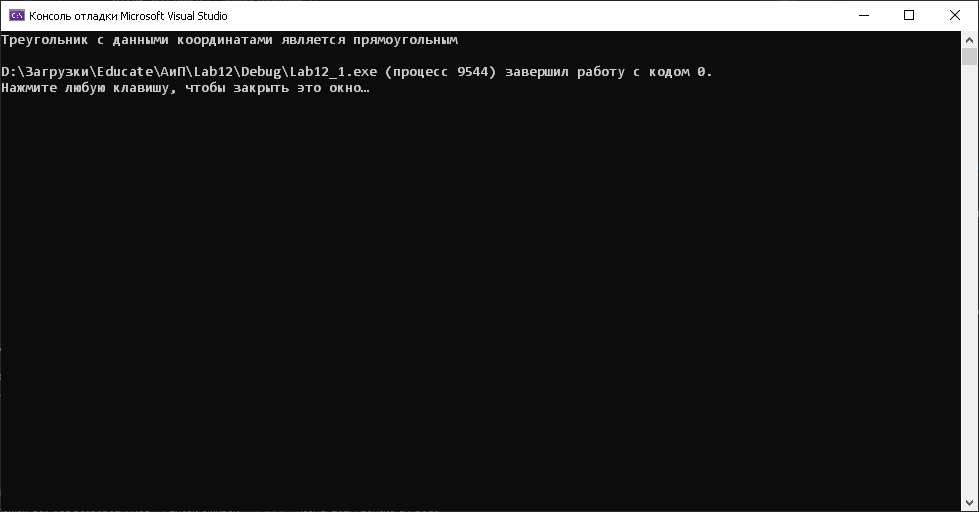 Консоль отладки Microsoft Visual Studio
Треугольник с данными координатами является прямоугольным
D:\Загрузки\Educate\АиП\Lab12\Debug\Lab12_1.exe (процесс 9544) завершил работу с кодом 0.
Нажмите любую клавишу, чтобы закрыть это окно…